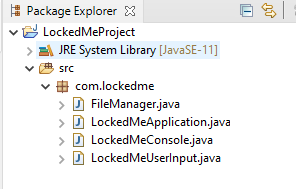 Package Explorer
LockedMeProject
JRE System Library [JavaSE-11]
src
com.lockedme
FileManager.java
LockedMeApplication.java
LockedMeConsole.java
LockedMeUserInput.java